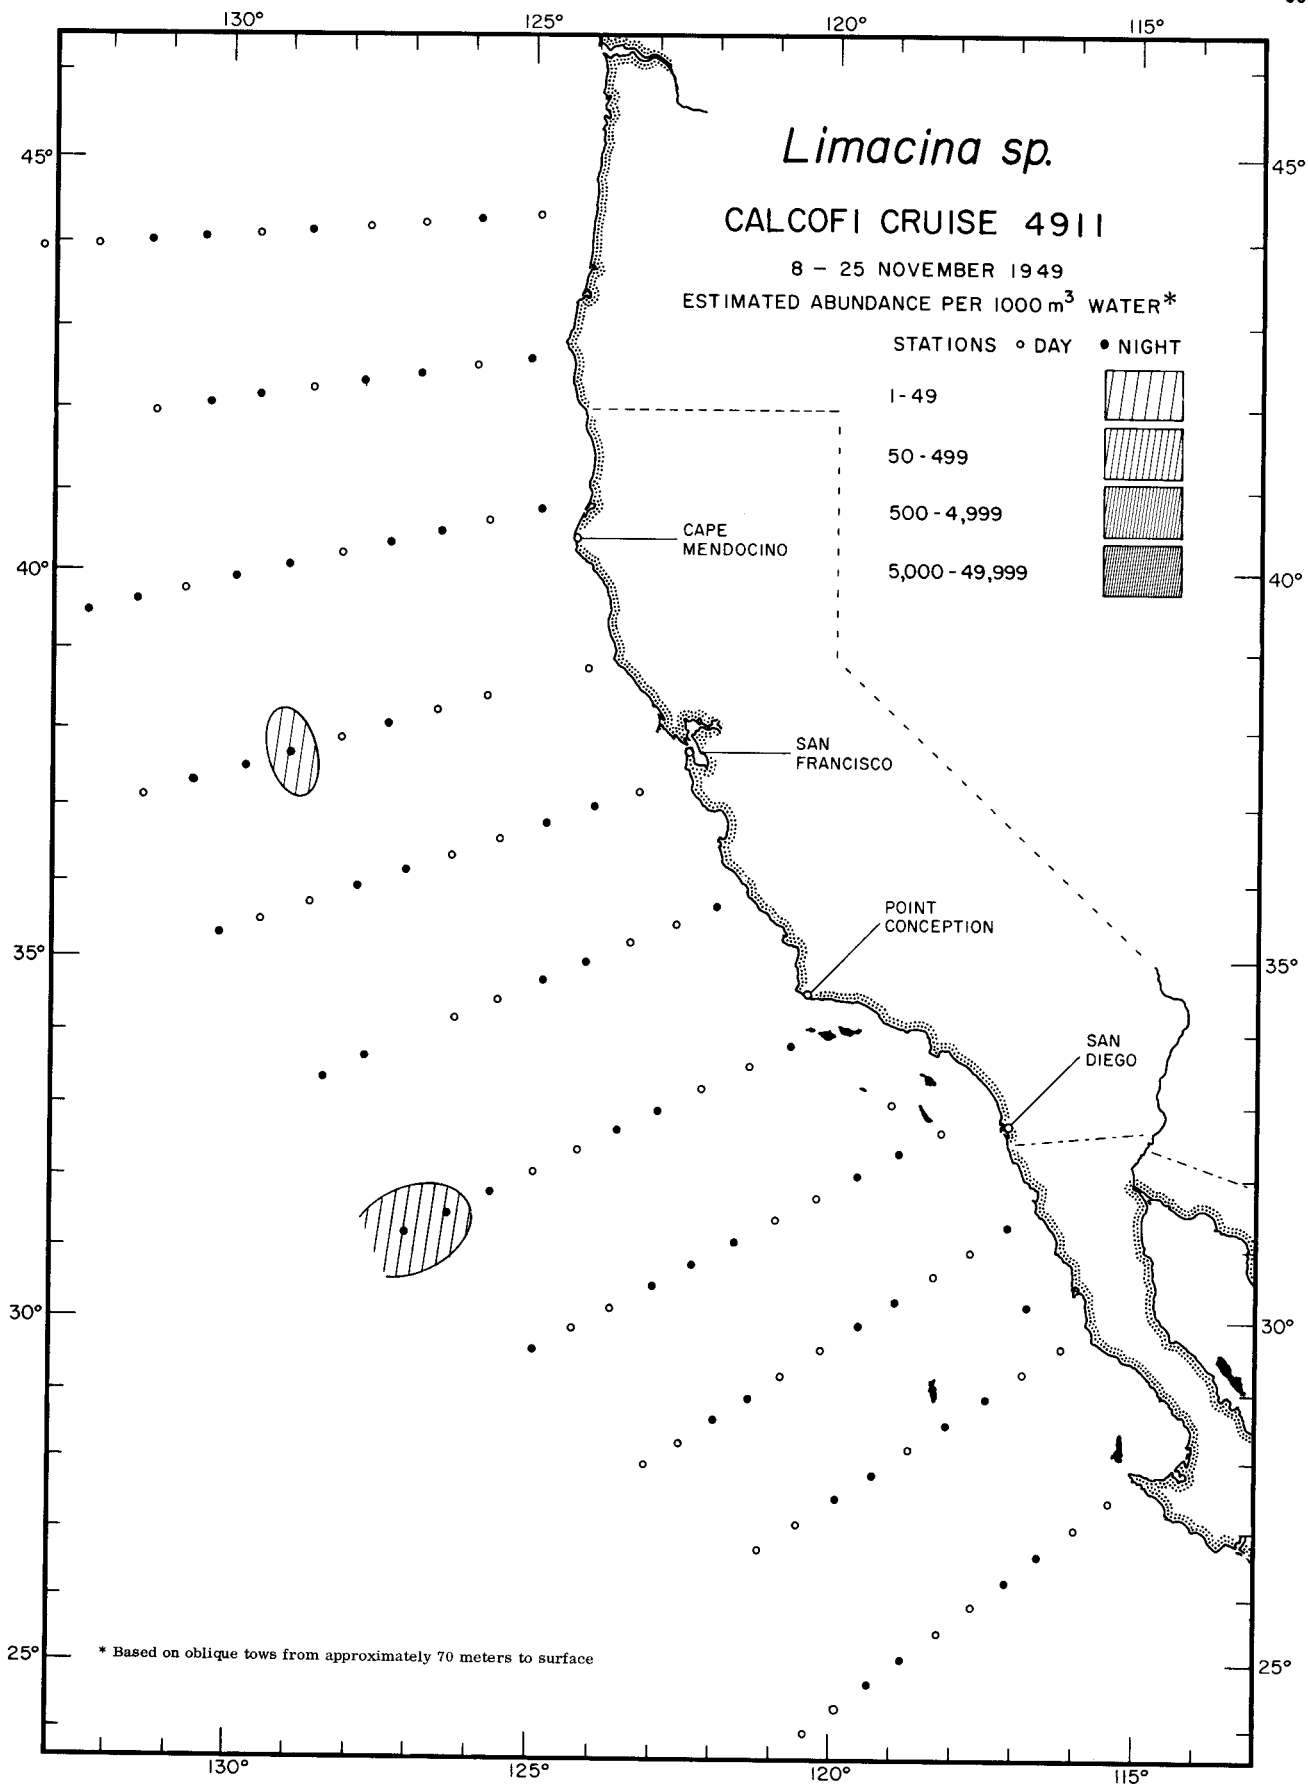 130° 125° 120° 115°
45° 45°
Limacina sp.
CALCOFI CRUISE 4911
8 – 25 NOVEMBER 1949
ESTIMATED ABUNDANCE PER 1000 m³ WATER*
STATIONS ○ DAY ● NIGHT
1-49
50-499
500-4,999
5,000-49,999
CAPE
MENDOCINO
40° 40°
SAN
FRANCISCO
POINT
CONCEPTION
35° 35°
SAN
DIEGO
30° 30°
* Based on oblique tows from approximately 70 meters to surface
25° 25°
130° 125° 120° 115°